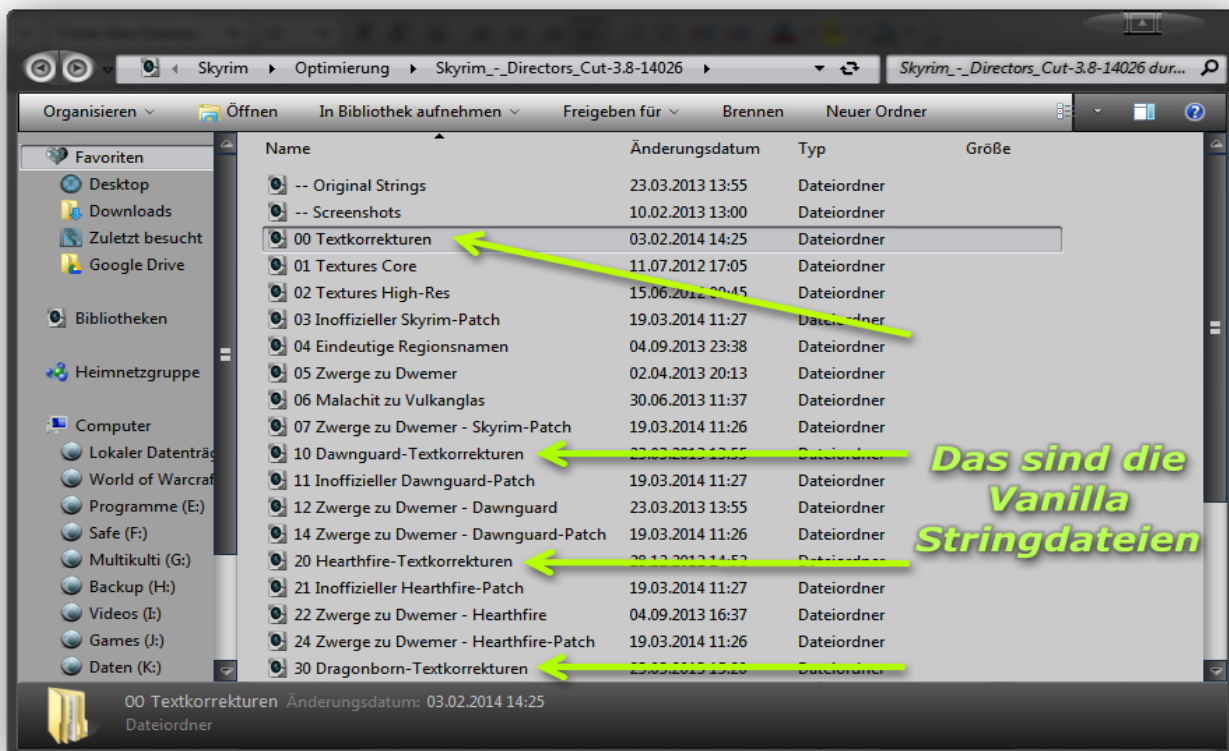 Skyrim Optimierung Skyrim_-_Directors_Cut-3.8-14026 Skyrim_-_Directors_Cut-3.8-14026 dur...
Organisieren Öffnen In Bibliothek aufnehmen Freigeben für Brennen Neuer Ordner
Favoriten
Desktop
Downloads
Zuletzt besucht
Google Drive
Bibliotheken
Heimnetzgruppe
Computer
Lokaler Datenträg
World of Warcraf
Programme (E:)
Safe (F:)
Multikulti (G:)
Backup (H:)
Videos (I:)
Games (J:)
Daten (K:)
Name Änderungsdatum Typ Größe
-- Original Strings 23.03.2013 13:55 Dateiordner
-- Screenshots 10.02.2013 13:00 Dateiordner
00 Textkorrekturen 03.02.2014 14:25 Dateiordner
01 Textures Core 11.07.2012 17:05 Dateiordner
02 Textures High-Res 15.06.2012 Dateiordner
03 Inoffizieller Skyrim-Patch 19.03.2014 11:27 Dateiordner
04 Eindeutige Regionsnamen 04.09.2013 23:38 Dateiordner
05 Zwerge zu Dwemer 02.04.2013 20:13 Dateiordner
06 Malachit zu Vulkanglas 30.06.2013 11:37 Dateiordner
07 Zwerge zu Dwemer - Skyrim-Patch 19.03.2014 11:26 Dateiordner
10 Dawnguard-Textkorrekturen
11 Inoffizieller Dawnguard-Patch 19.03.2014 11:27 Dateiordner
12 Zwerge zu Dwemer - Dawnguard 23.03.2013 13:55 Dateiordner
14 Zwerge zu Dwemer - Dawnguard-Patch 19.03.2014 11:26 Dateiordner
20 Hearthfire-Textkorrekturen
21 Inoffizieller Hearthfire-Patch 19.03.2014 11:27 Dateiordner
22 Zwerge zu Dwemer - Hearthfire 04.09.2013 16:37 Dateiordner
24 Zwerge zu Dwemer - Hearthfire-Patch 19.03.2014 11:26 Dateiordner
30 Dragonborn-Textkorrekturen
Das sind die
Vanilla
Stringdateien
00 Textkorrekturen Änderungsdatum: 03.02.2014 14:25
Dateiordner